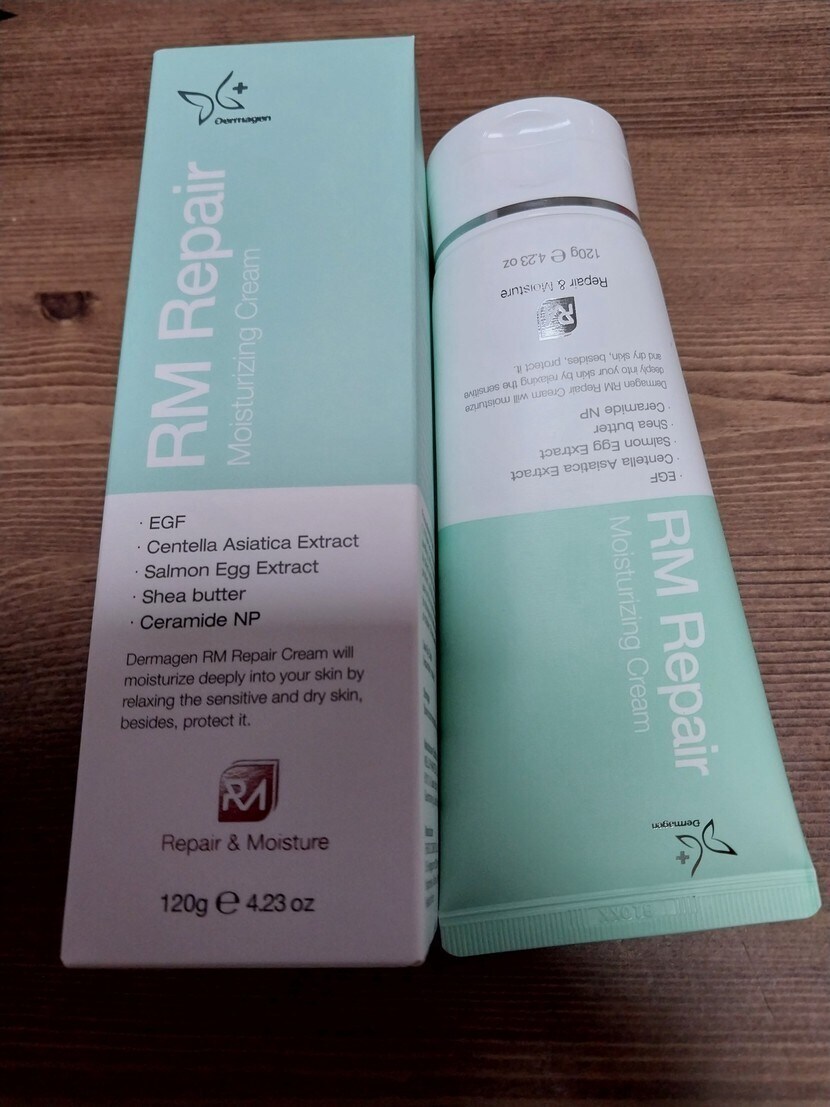 Dermagen
RM Repair
Moisturizing Cream
· EGF
· Centella Asiatica Extract
· Salmon Egg Extract
· Shea butter
· Ceramide NP
Dermagen RM Repair Cream will
moisturize deeply into your skin by
relaxing the sensitive and dry skin,
besides, protect it.
RM
Repair & Moisture
120g ℮ 4.23 oz
Dermagen
RM Repair
Moisturizing Cream
· EGF
· Centella Asiatica Extract
· Salmon Egg Extract
· Shea butter
· Ceramide NP
Dermagen RM Repair Cream will moisturize
deeply into your skin by relaxing the sensitive
and dry skin, besides, protect it.
RM
Repair & Moisture
120g ℮ 4.23 oz